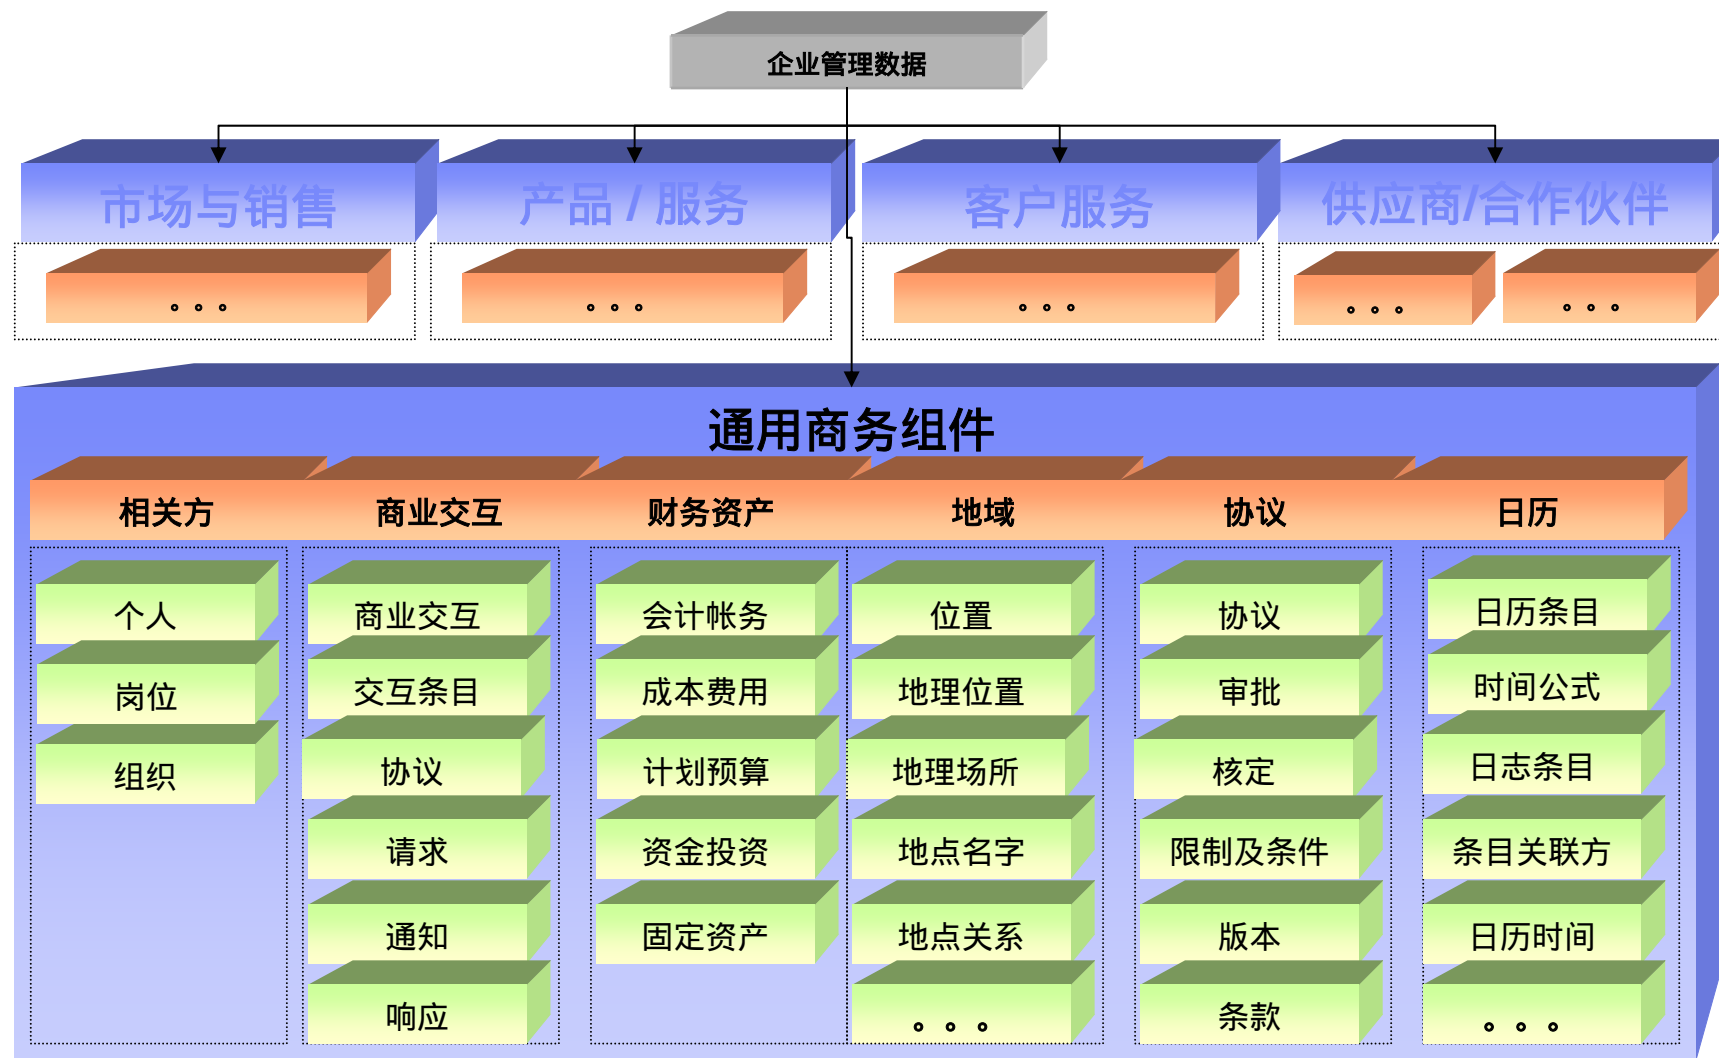 企业管理数据
市场与销售
产品 / 服务
客户服务
供应商/合作伙伴
。。。
。。。
。。。
。。。
。。。
通用商务组件
相关方
商业交互
财务资产
地域
协议
日历
个人
岗位
组织
商业交互
交互条目
协议
请求
通知
响应
会计帐务
成本费用
计划预算
资金投资
固定资产
位置
地理位置
地理场所
地点名字
地点关系
。。。
协议
审批
核定
限制及条件
版本
条款
日历条目
时间公式
日志条目
条目关联方
日历时间
。。。